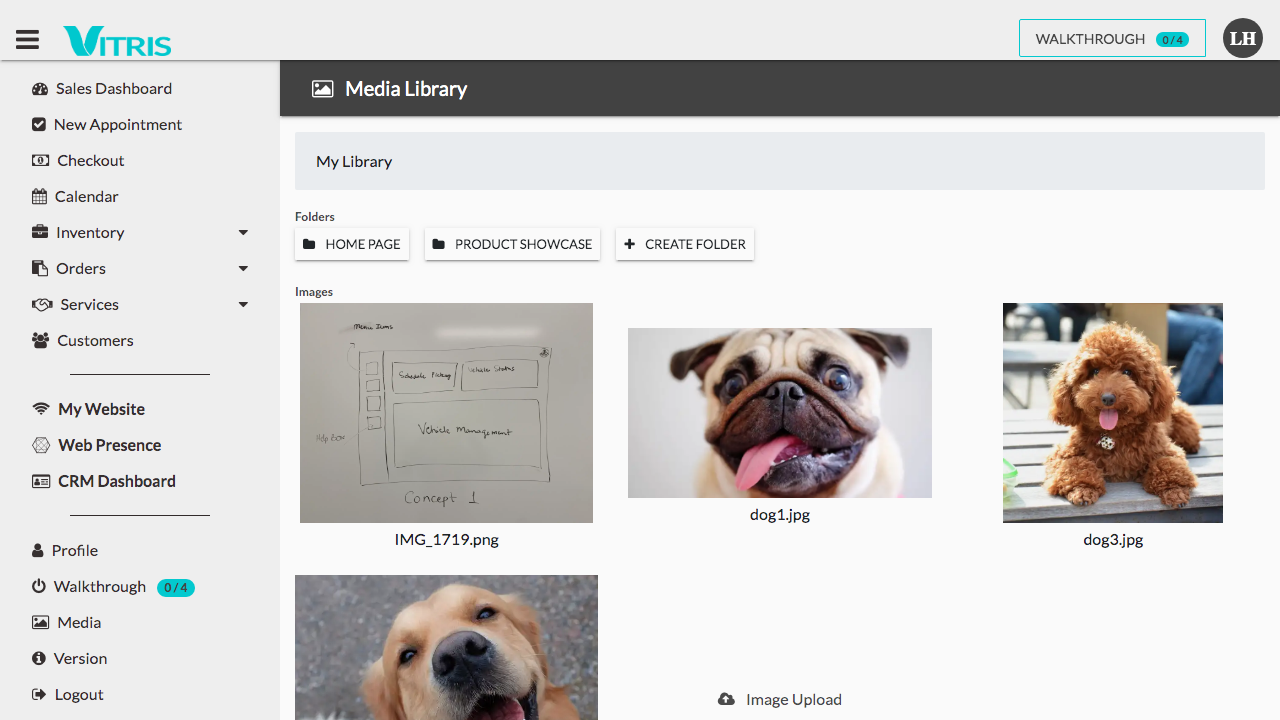 VITRIS
WALKTHROUGH 0 / 4
LH
Sales Dashboard
New Appointment
Checkout
Calendar
Inventory
Orders
Services
Customers
My Website
Web Presence
CRM Dashboard
Profile
Walkthrough 0 / 4
Media
Version
Logout
Media Library
My Library
Folders
HOME PAGE
PRODUCT SHOWCASE
CREATE FOLDER
Images
Menu Items
Schedule Pickup
Vehicle Status
Vehicle Management
Help
Concept 1
IMG_1719.png
dog1.jpg
dog3.jpg
Image Upload